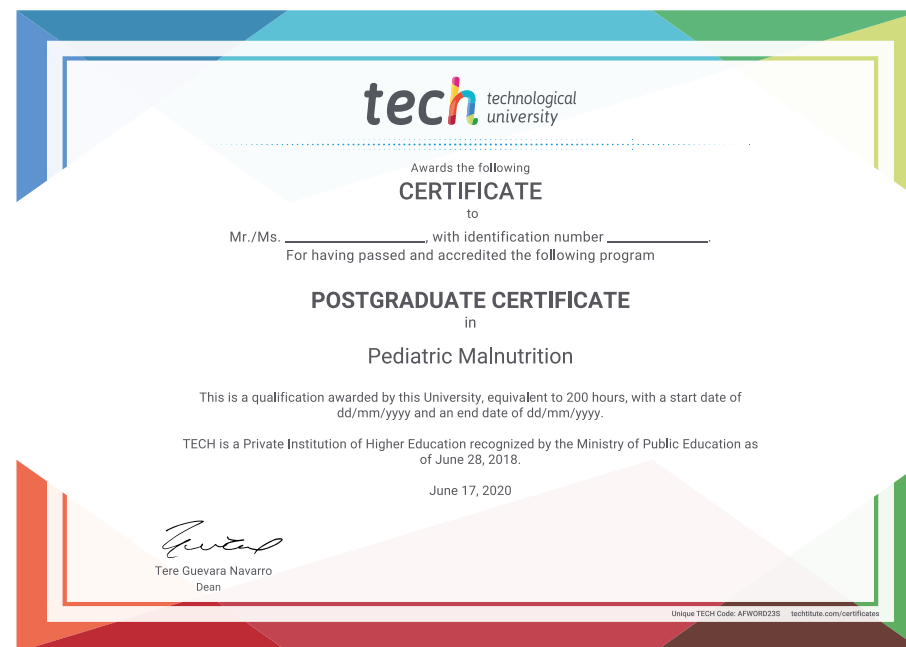 tech technological
university
Awards the following
CERTIFICATE
to
Mr./Ms. ____________________, with identification number ______________.
For having passed and accredited the following program
POSTGRADUATE CERTIFICATE
in
Pediatric Malnutrition
This is a qualification awarded by this University, equivalent to 200 hours, with a start date of
dd/mm/yyyy and an end date of dd/mm/yyyy.
TECH is a Private Institution of Higher Education recognized by the Ministry of Public Education as
of June 28, 2018.
June 17, 2020
Tere Guevara Navarro
Dean
Unique TECH Code: AFWORD23S techtitute.com/certificates